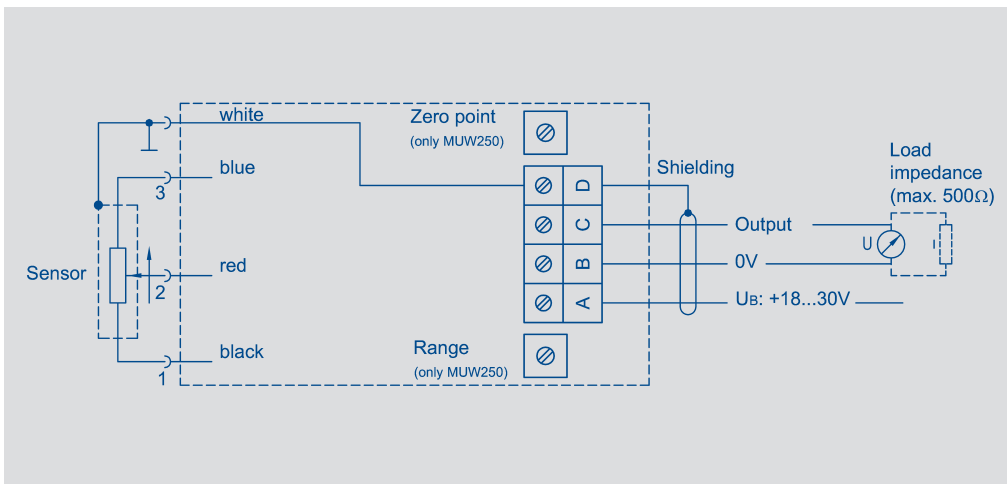 white
Zero point
(only MUW250)
blue
3
Shielding
Load
impedance
(max. 500Ω)
D
C
Output
U
I
Sensor
red
2
B
0V
A
UB: +18...30V
black
1
Range
(only MUW250)